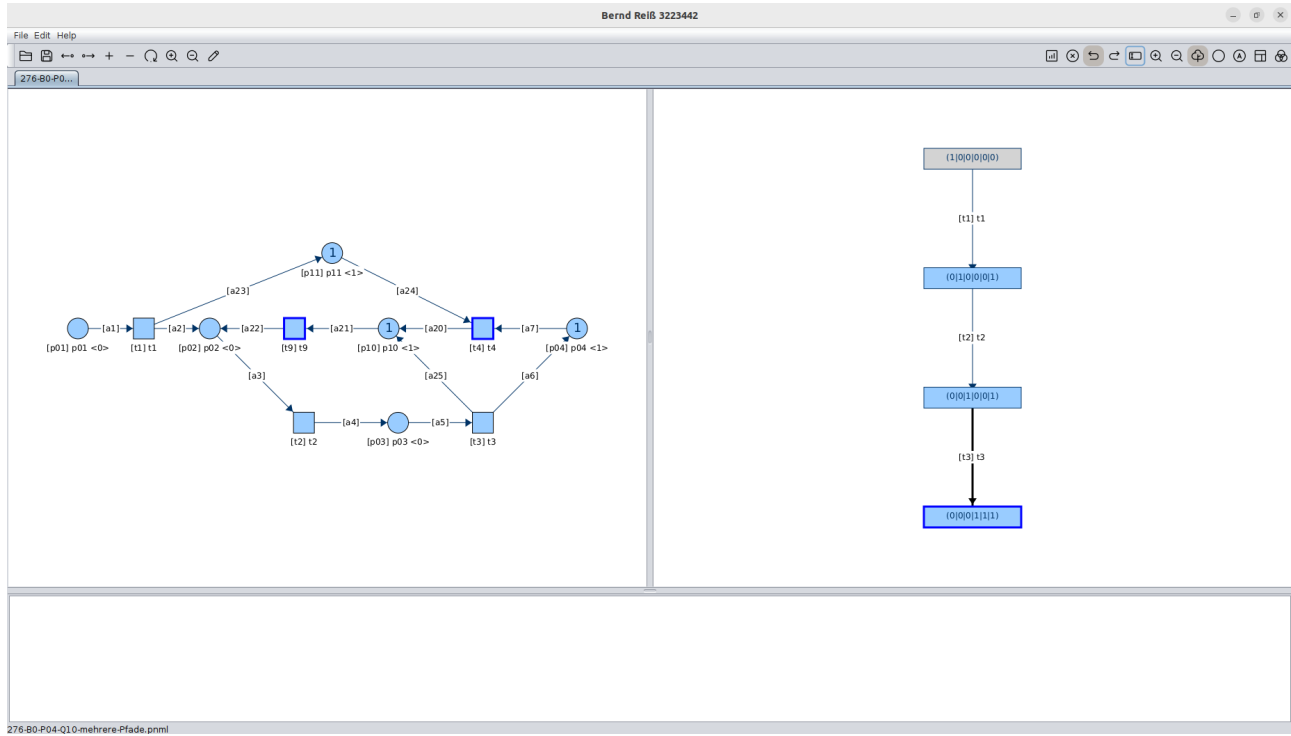 Bernd Reiß 3223442
File Edit Help
276-B0-P0...
1
[p11] p11 <1>
[a23]
[a24]
[a1]
[a2]
[a22]
[a21]
1
[a20]
[a7]
1
[p01] p01 <0>
[t1] t1
[p02] p02 <0>
[t9] t9
[p10] p10 <1>
[t4] t4
[p04] p04 <1>
[a3]
[a25]
[a6]
[a4]
[a5]
[t2] t2
[p03] p03 <0>
[t3] t3
(1|0|0|0|0|0)
[t1] t1
(0|1|0|0|0|1)
[t2] t2
(0|0|1|0|0|1)
[t3] t3
(0|0|0|1|1|1)
276-B0-P04-Q10-mehrere-Pfade.pnml